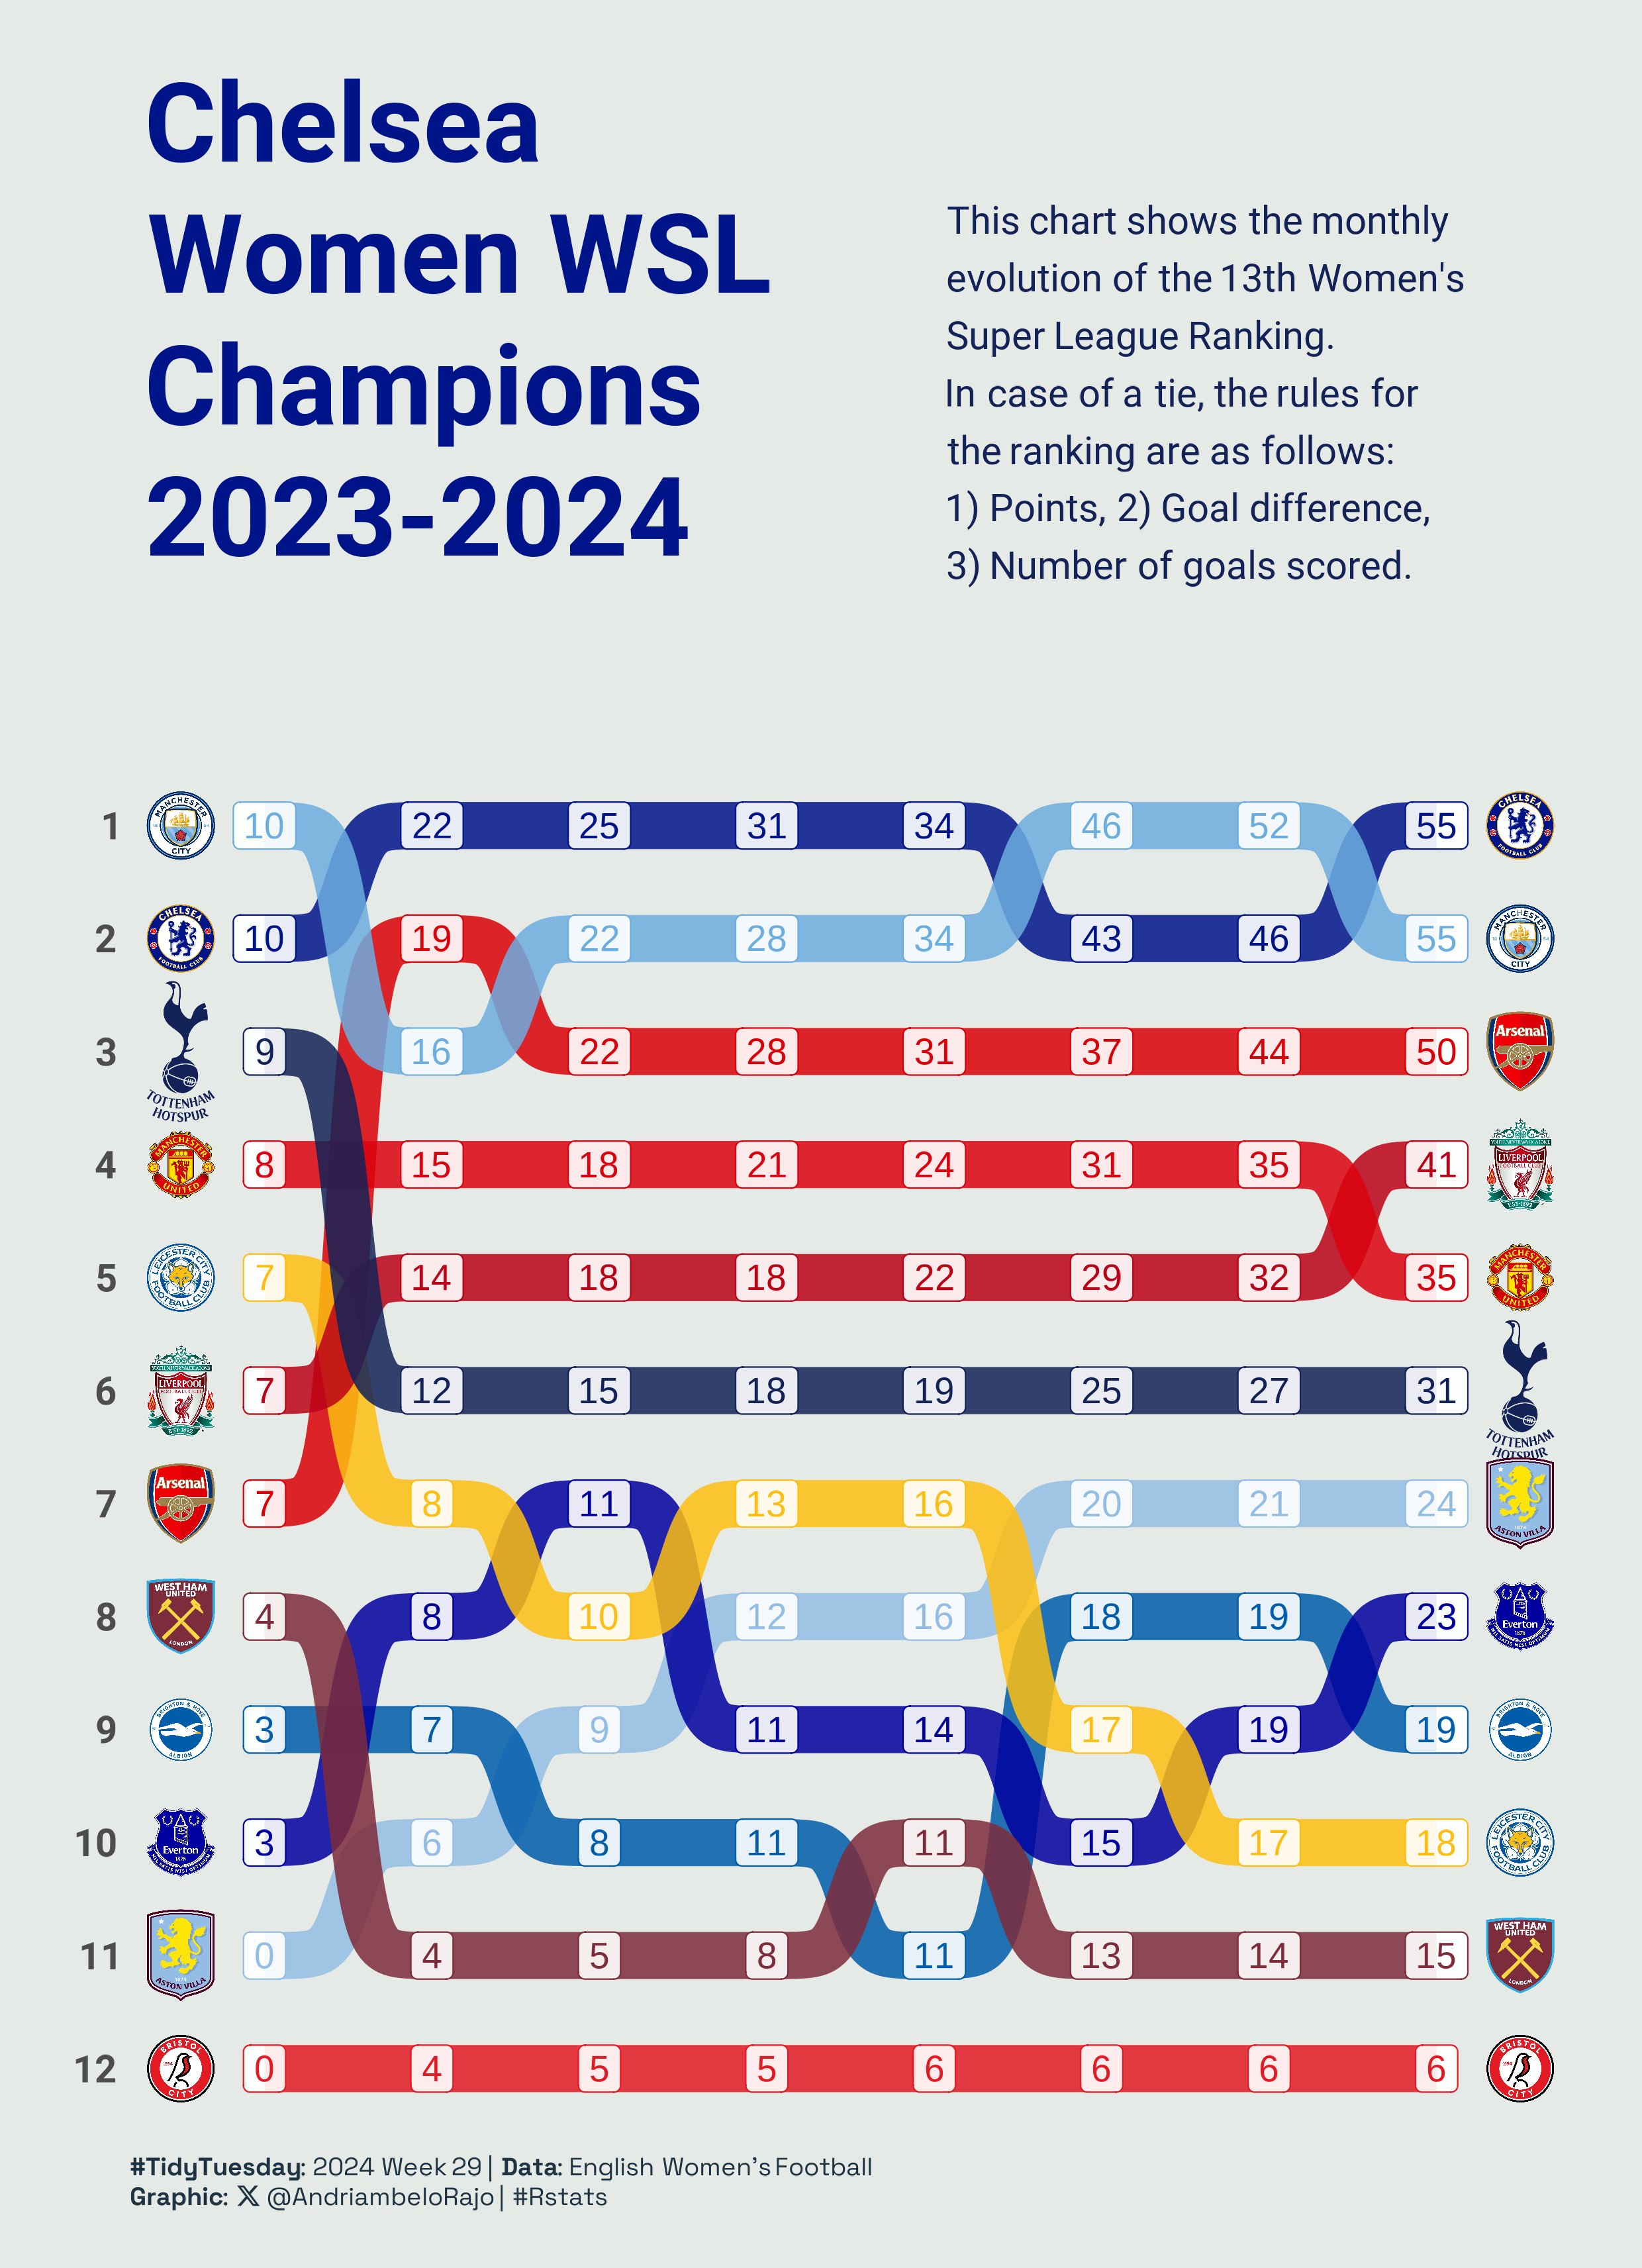 Chelsea
Women WSL
Champions
2023-2024
This chart shows the monthly
evolution of the 13th Women's
Super League Ranking.
In case of a tie, the rules for
the ranking are as follows:
1) Points, 2) Goal difference,
3) Number of goals scored.
1 MANCHESTER CITY 10 22 25 31 34 46 52 55 CHELSEA FOOTBALL CLUB
2 CHELSEA FOOTBALL CLUB 10 19 22 28 34 43 46 55 MANCHESTER CITY
3 TOTTENHAM HOTSPUR 9 16 22 28 31 37 44 50 Arsenal
4 MANCHESTER UNITED 8 15 18 21 24 31 35 41 LIVERPOOL FOOTBALL CLUB EST·1892
5 LEICESTER CITY FOOTBALL CLUB 7 14 18 18 22 29 32 35 MANCHESTER UNITED
6 LIVERPOOL FOOTBALL CLUB EST·1892 7 12 15 18 19 25 27 31 TOTTENHAM HOTSPUR
7 Arsenal 7 8 11 13 16 20 21 24 ASTON VILLA
8 WEST HAM UNITED LONDON 4 8 10 12 16 18 19 23 Everton 1878
9 BRIGHTON & HOVE ALBION 3 7 9 11 14 17 19 19 BRIGHTON & HOVE ALBION
10 Everton 1878 3 6 8 11 11 15 17 18 LEICESTER CITY FOOTBALL CLUB
11 ASTON VILLA 0 4 5 8 11 13 14 15 WEST HAM UNITED LONDON
12 BRISTOL CITY 0 4 5 5 6 6 6 6 BRISTOL CITY
#TidyTuesday: 2024 Week 29 | Data: English Women's Football
Graphic: 𝕏 @AndriambeloRajo | #Rstats